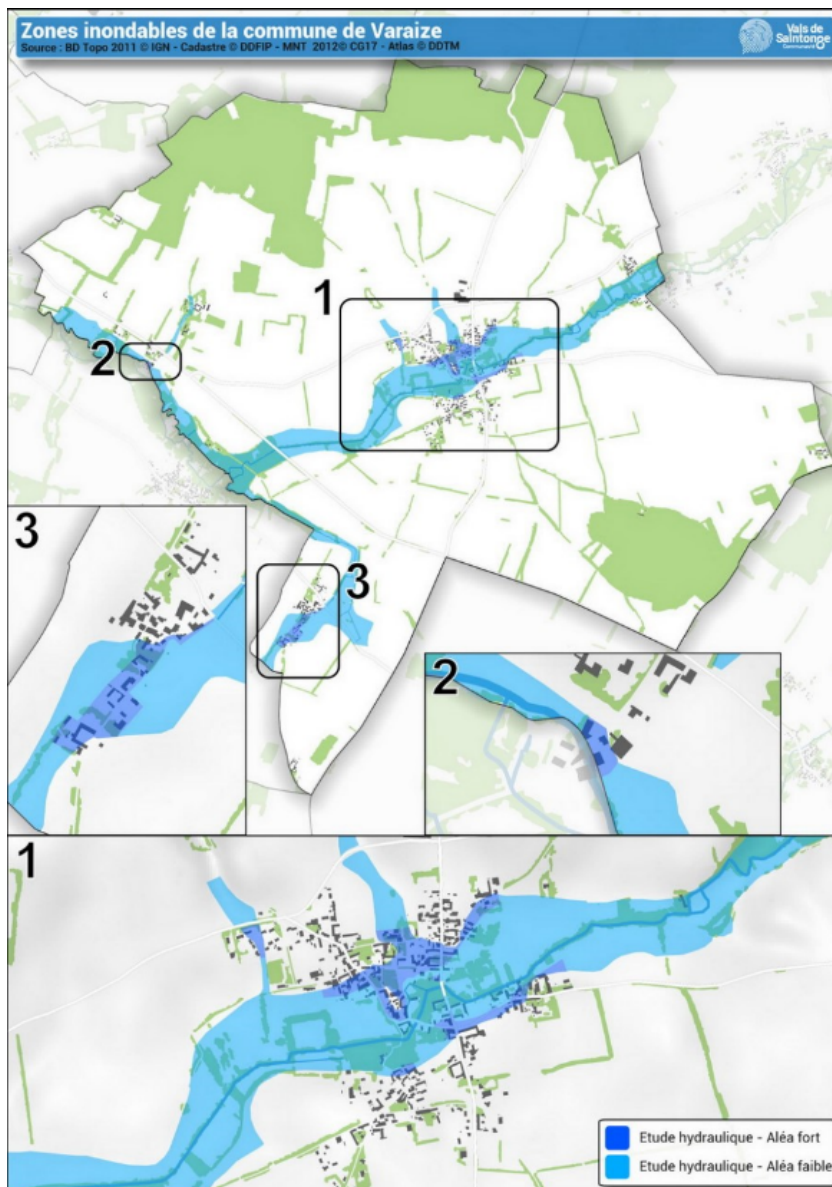 Zones inondables de la commune de Varaize
Source : BD Topo 2011 © IGN - Cadastre © DDFIP - MNT 2012© CG17 - Atlas © DDTM
Vals de
Saintonge
Communauté
1
2
3
3
2
1
Etude hydraulique - Aléa fort
Etude hydraulique - Aléa faible